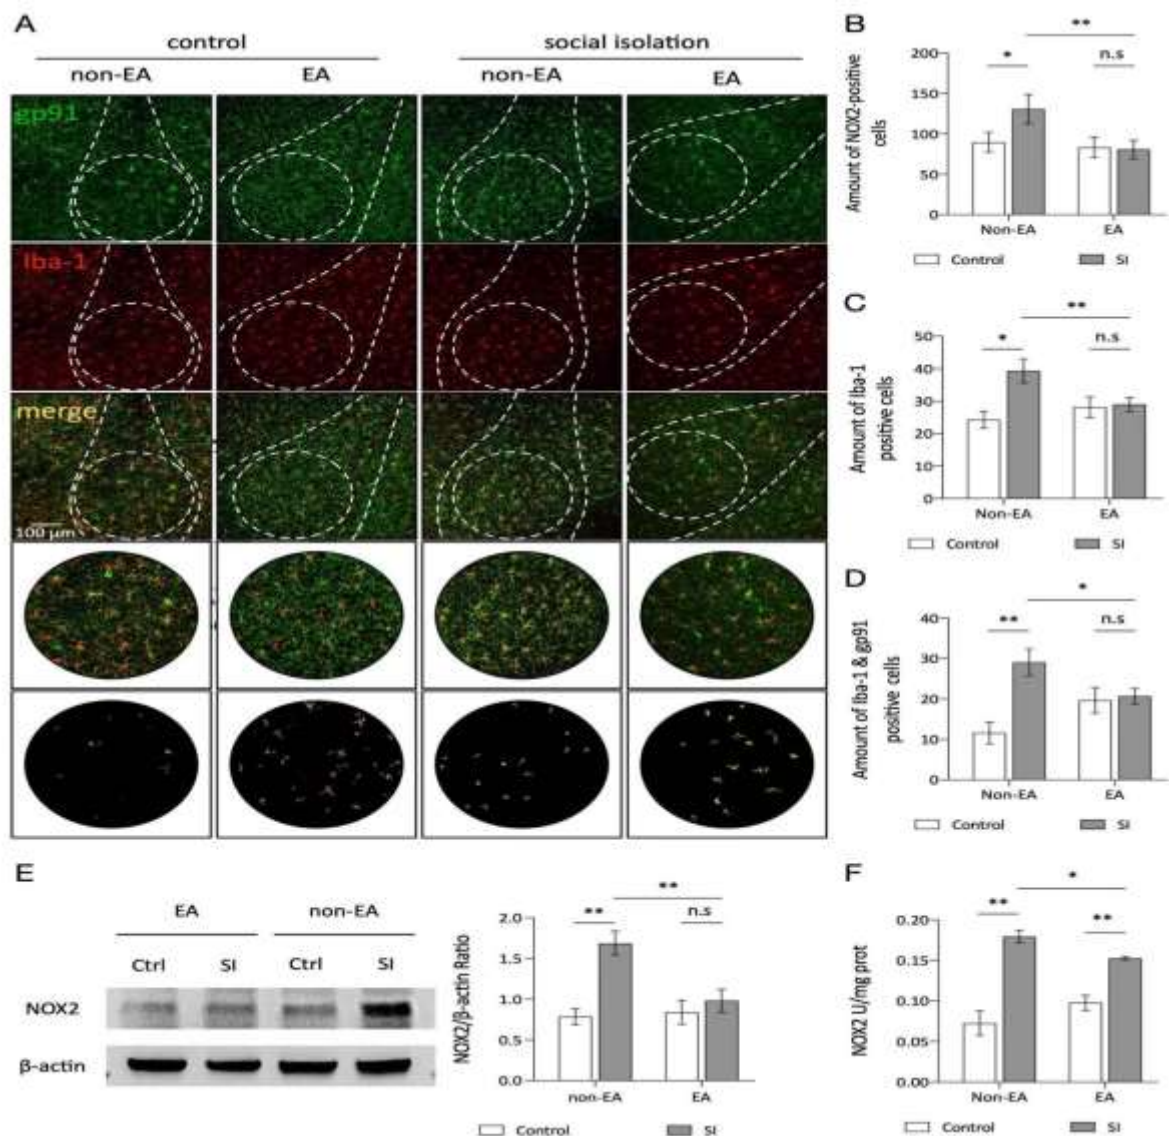 A
control social isolation
non-EA EA non-EA EA
gp91
Iba-1
merge
100 μm
B
**
* n.s
Amount of NOX2-positive
cells
200
150
100
50
0
Non-EA EA
Control SI
C
**
* n.s
Amount of Iba-1
positive cells
50
40
30
20
10
0
Non-EA EA
Control SI
D
*
** n.s
Amount of Iba-1 & gp91
positive cells
40
30
20
10
0
Non-EA EA
Control SI
E
EA non-EA
Ctrl SI Ctrl SI
NOX2
β-actin
**
** n.s
NOX2/β-actin Ratio
2.0
1.5
1.0
0.5
0.0
non-EA EA
Control SI
F
*
** **
NOX2 U/mg prot
0.20
0.15
0.10
0.05
0.00
Non-EA EA
Control SI